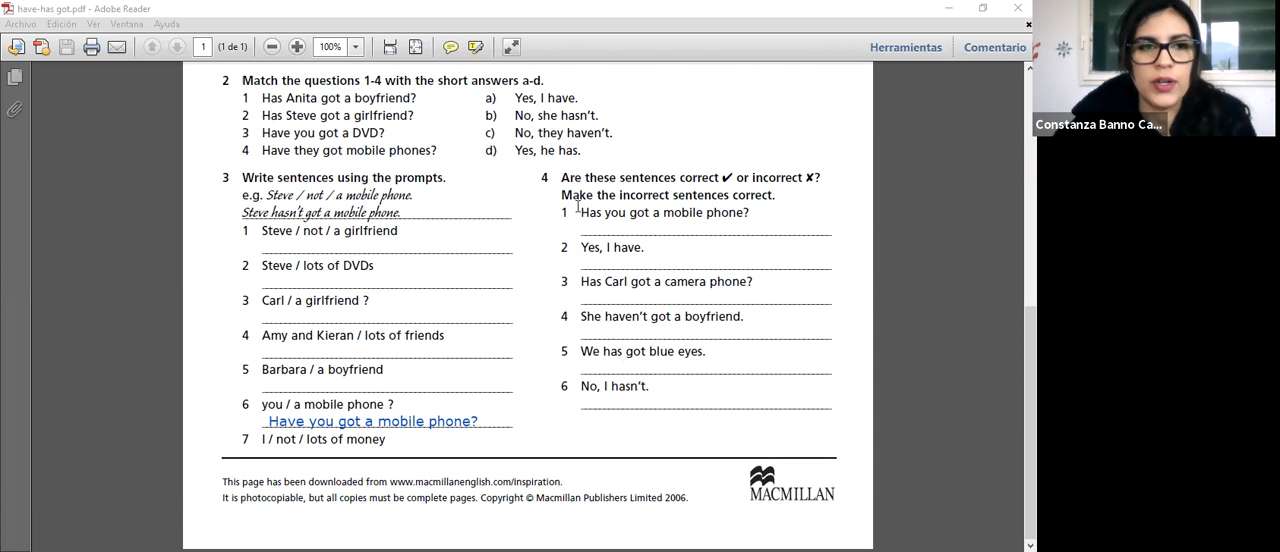 have-has got.pdf - Adobe Reader
Archivo Edición Ver Ventana Ayuda
1 (1 de 1) 100% Herramientas Comentario
2 Match the questions 1-4 with the short answers a-d.
1 Has Anita got a boyfriend? a) Yes, I have.
2 Has Steve got a girlfriend? b) No, she hasn't.
3 Have you got a DVD? c) No, they haven't.
4 Have they got mobile phones? d) Yes, he has.
3 Write sentences using the prompts.
e.g. Steve / not / a mobile phone.
Steve hasn't got a mobile phone.
1 Steve / not / a girlfriend
2 Steve / lots of DVDs
3 Carl / a girlfriend ?
4 Amy and Kieran / lots of friends
5 Barbara / a boyfriend
6 you / a mobile phone ?
Have you got a mobile phone?
7 I / not / lots of money
4 Are these sentences correct ✔ or incorrect ✘?
Make the incorrect sentences correct.
1 Has you got a mobile phone?
2 Yes, I have.
3 Has Carl got a camera phone?
4 She haven't got a boyfriend.
5 We has got blue eyes.
6 No, I hasn't.
This page has been downloaded from www.macmillanenglish.com/inspiration.
It is photocopiable, but all copies must be complete pages. Copyright © Macmillan Publishers Limited 2006.
MACMILLAN
Constanza Banno Ca...